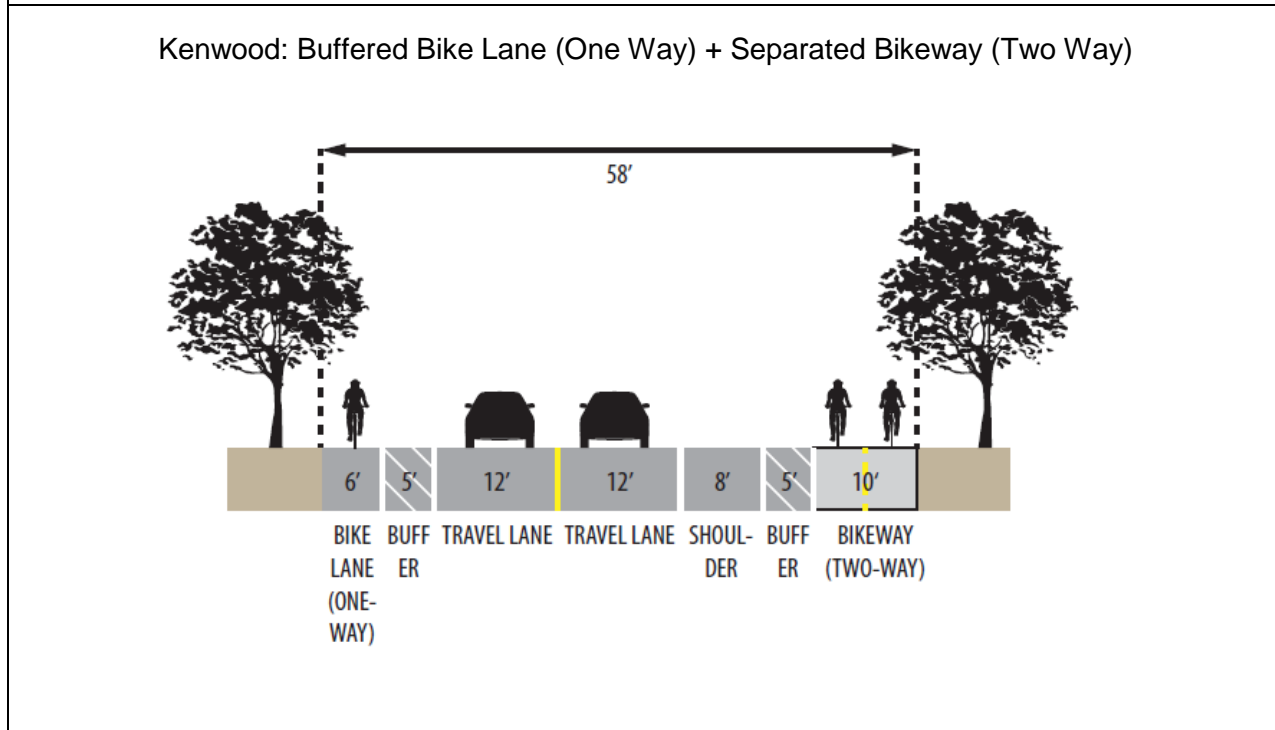 Kenwood: Buffered Bike Lane (One Way) + Separated Bikeway (Two Way)
58’
6’ 5’ 12’ 12’ 8’ 5’ 10’
BIKE BUFF TRAVEL LANE TRAVEL LANE SHOUL- BUFF BIKEWAY
LANE ER DER ER (TWO-WAY)
(ONE-
WAY)